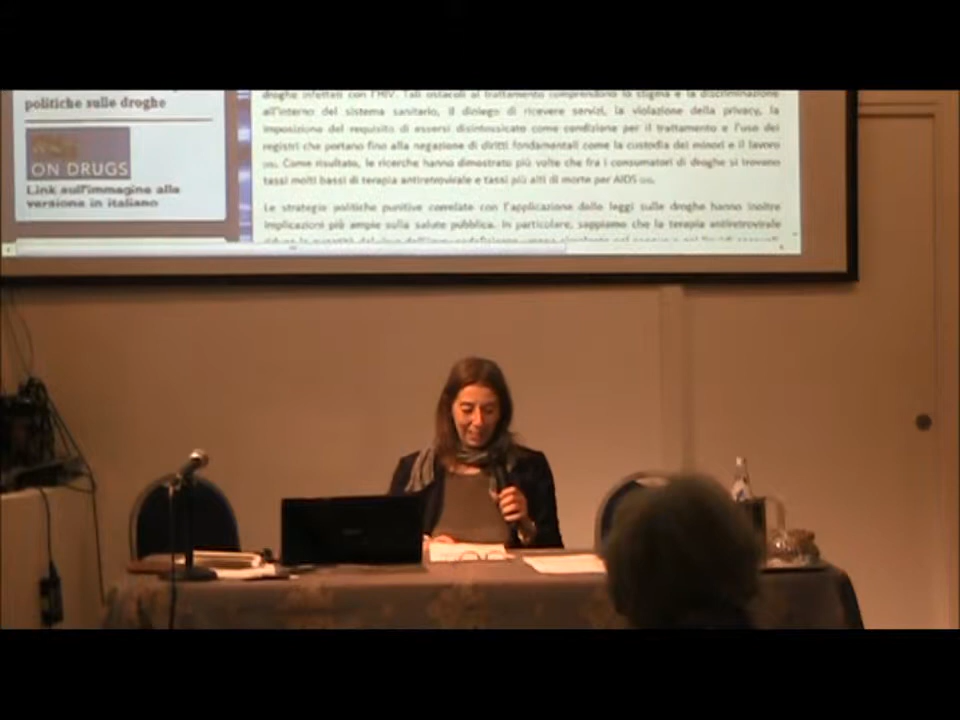 politiche sulle droghe
ON DRUGS
Link sull'immagine alla
versione in italiano
droghe infettati con l'HIV. Tali ostacoli al trattamento comprendono lo stigma e la discriminazione
all'interno del sistema sanitario, il diniego di ricevere servizi, la violazione della privacy, la
imposizione del requisito di essersi disintossicato come condizione per il trattamento e l'uso dei
registri che portano fino alla negazione di diritti fondamentali come la custodia dei minori e il lavoro
Come risultato, le ricerche hanno dimostrato più volte che fra i consumatori di droghe si trovano
tassi molti bassi di terapia antiretrovirale e tassi più alti di morte per AIDS
Le strategie politiche punitive correlate con l'applicazione delle leggi sulle droghe hanno inoltre
implicazioni più ampie sulla salute pubblica. In particolare, sappiamo che la terapia antiretrovirale